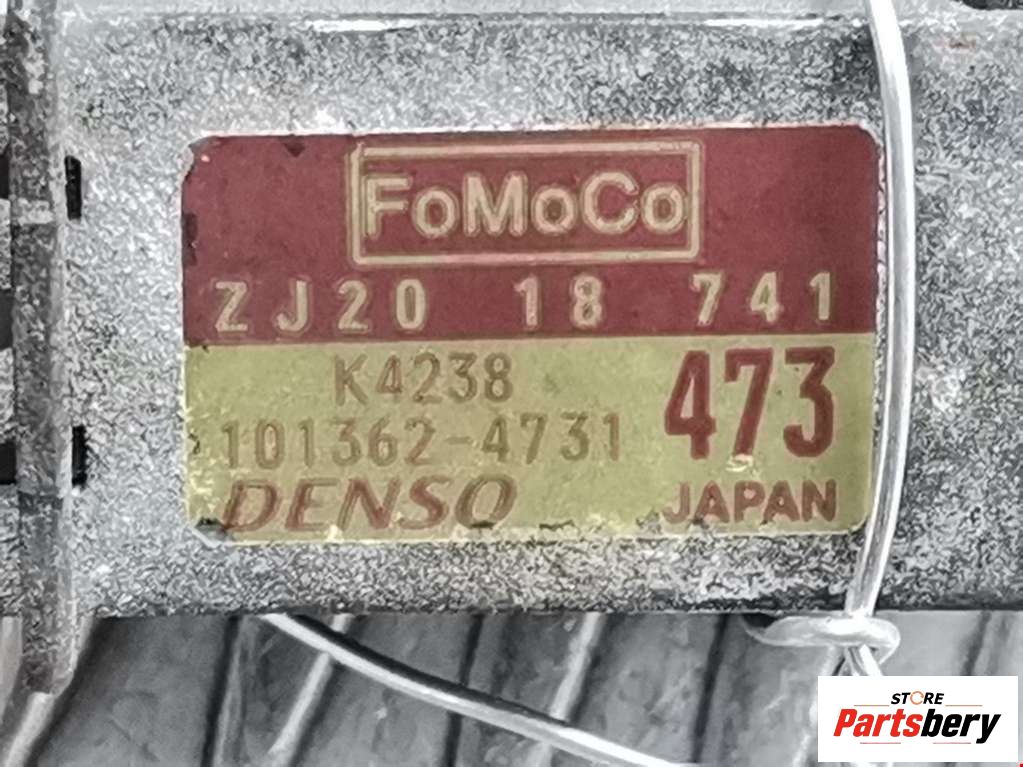 FoMoCo
ZJ20 18 741
K4238
473
101362-4731
DENSO
JAPAN
STORE
Partsbery